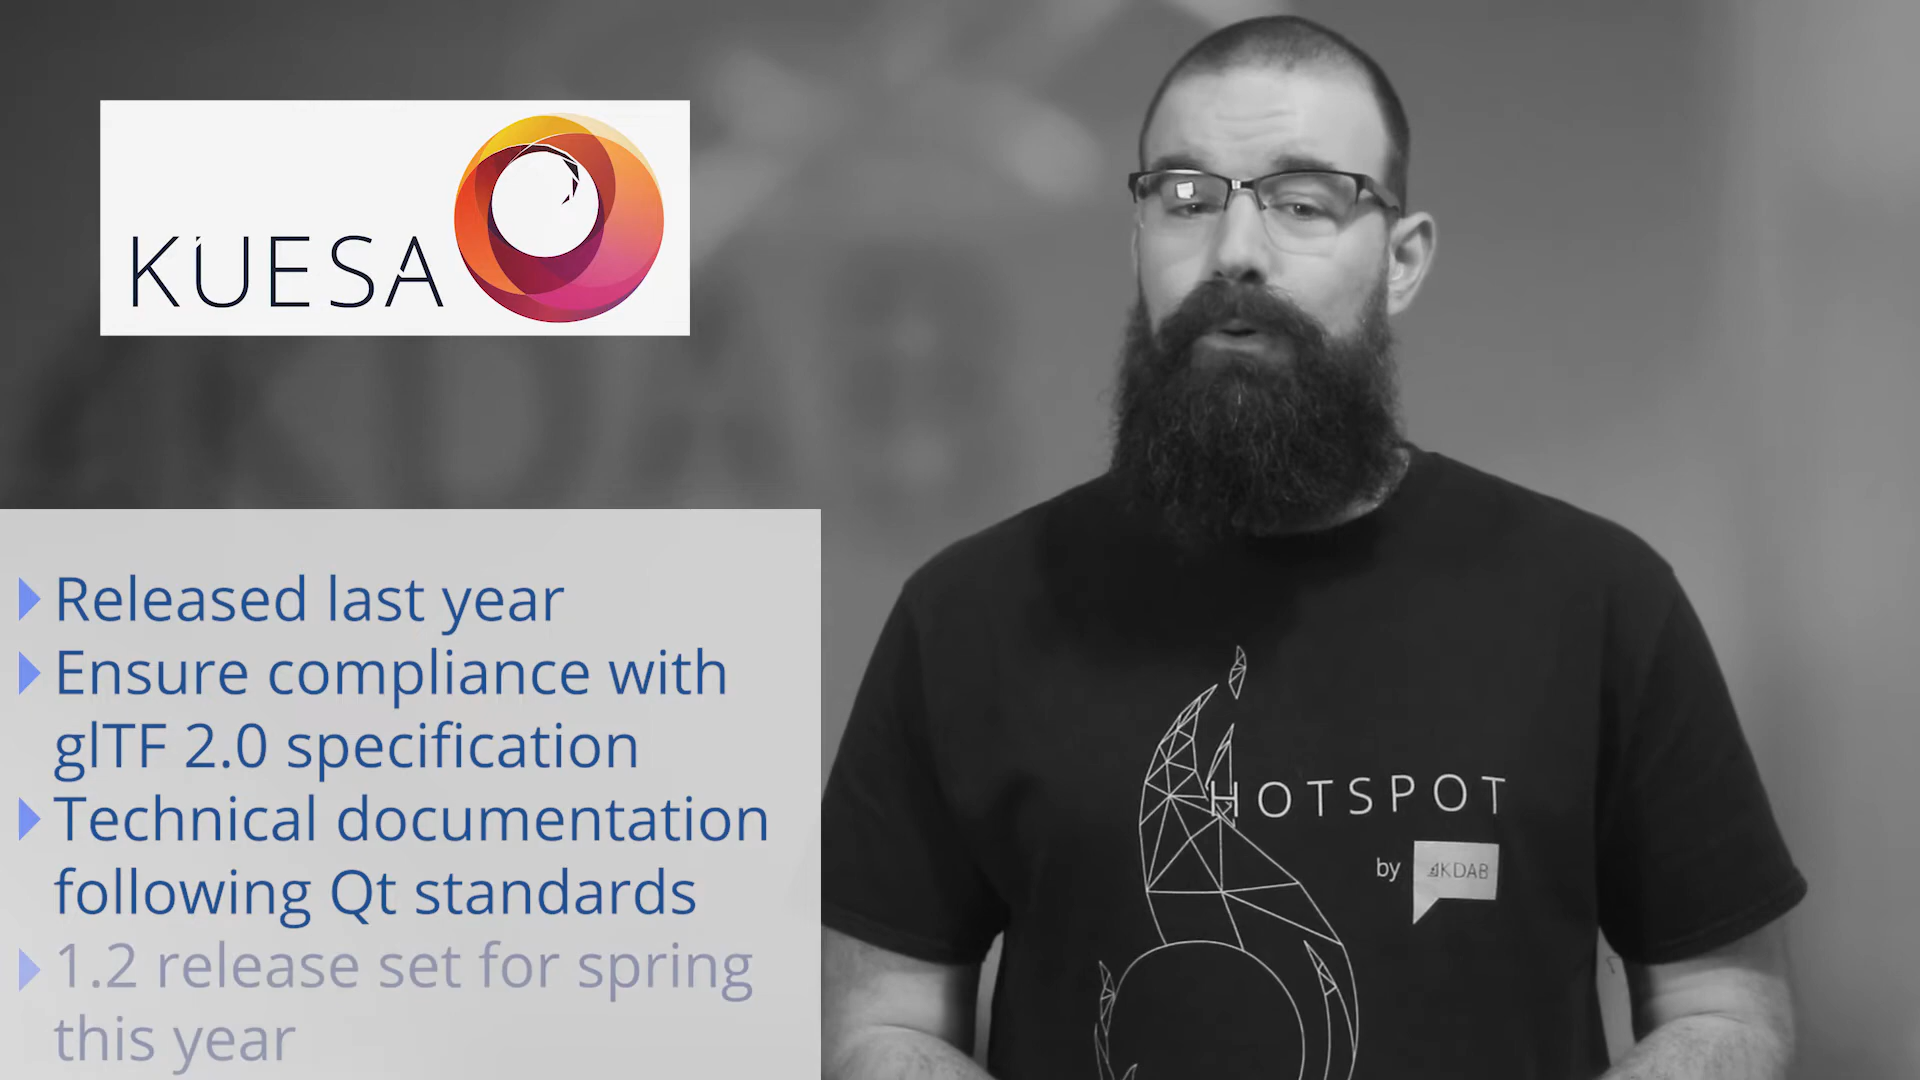 KUESA
Released last year
Ensure compliance with
glTF 2.0 specification
Technical documentation
following Qt standards
1.2 release set for spring
this year
HOTSPOT
by KDAB